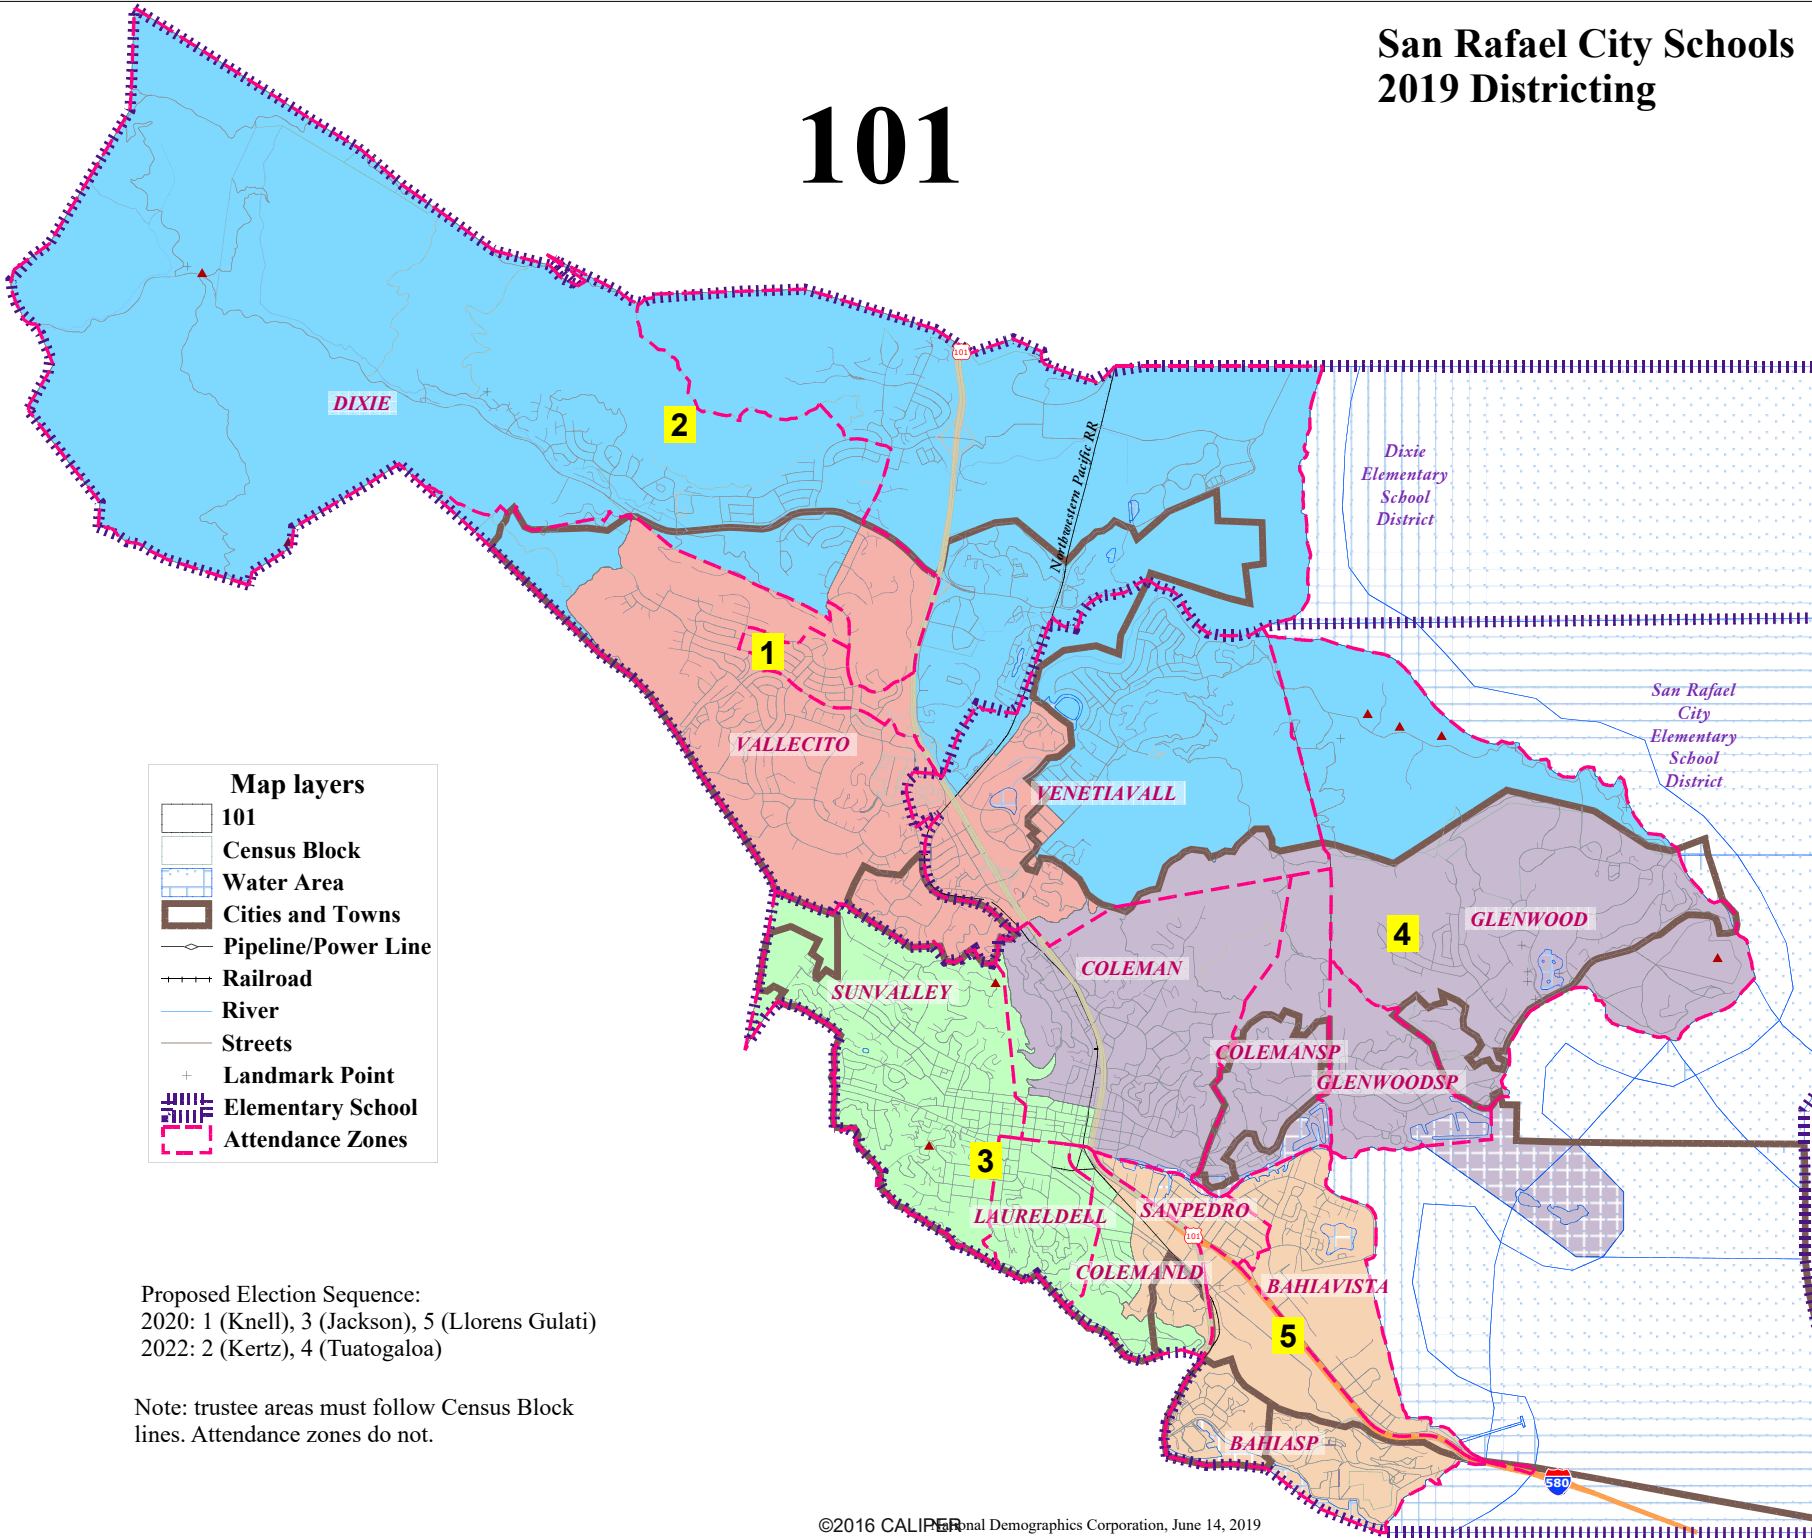 San Rafael City Schools
2019 Districting
101
101
DIXIE
2
Northwestern Pacific RR
Dixie
Elementary
School
District
1
VALLECITO
San Rafael
City
Elementary
School
District
VENETIAVALL
Map layers
101
Census Block
Water Area
Cities and Towns
Pipeline/Power Line
Railroad
River
Streets
Landmark Point
Elementary School
Attendance Zones
4
GLENWOOD
COLEMAN
SUNVALLEY
COLEMANSP
GLENWOODSP
3
LAURELDELL
SANPEDRO
101
COLEMANLD
BAHIAVISTA
5
BAHIASP
580
Proposed Election Sequence:
2020: 1 (Knell), 3 (Jackson), 5 (Llorens Gulati)
2022: 2 (Kertz), 4 (Tuatogaloa)
Note: trustee areas must follow Census Block
lines. Attendance zones do not.
©2016 CALIPER
National Demographics Corporation, June 14, 2019